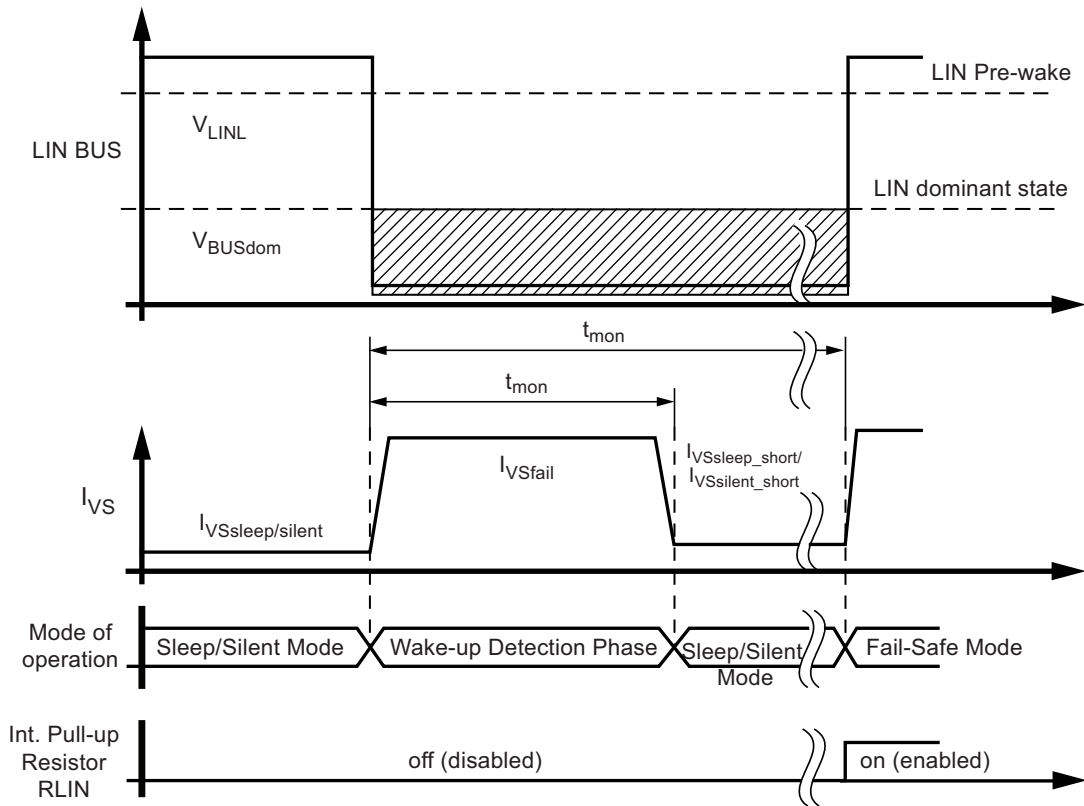 LIN Pre-wake
V_LINL
LIN BUS
LIN dominant state
V_BUSdom
t_mon
t_mon
I_VSfail
I_VSsleep_short/
I_VSsilent_short
I_VS
I_VSsleep/silent
Mode of
operation
Sleep/Silent Mode
Wake-up Detection Phase
Sleep/Silent
Mode
Fail-Safe Mode
Int. Pull-up
Resistor
RLIN
off (disabled)
on (enabled)